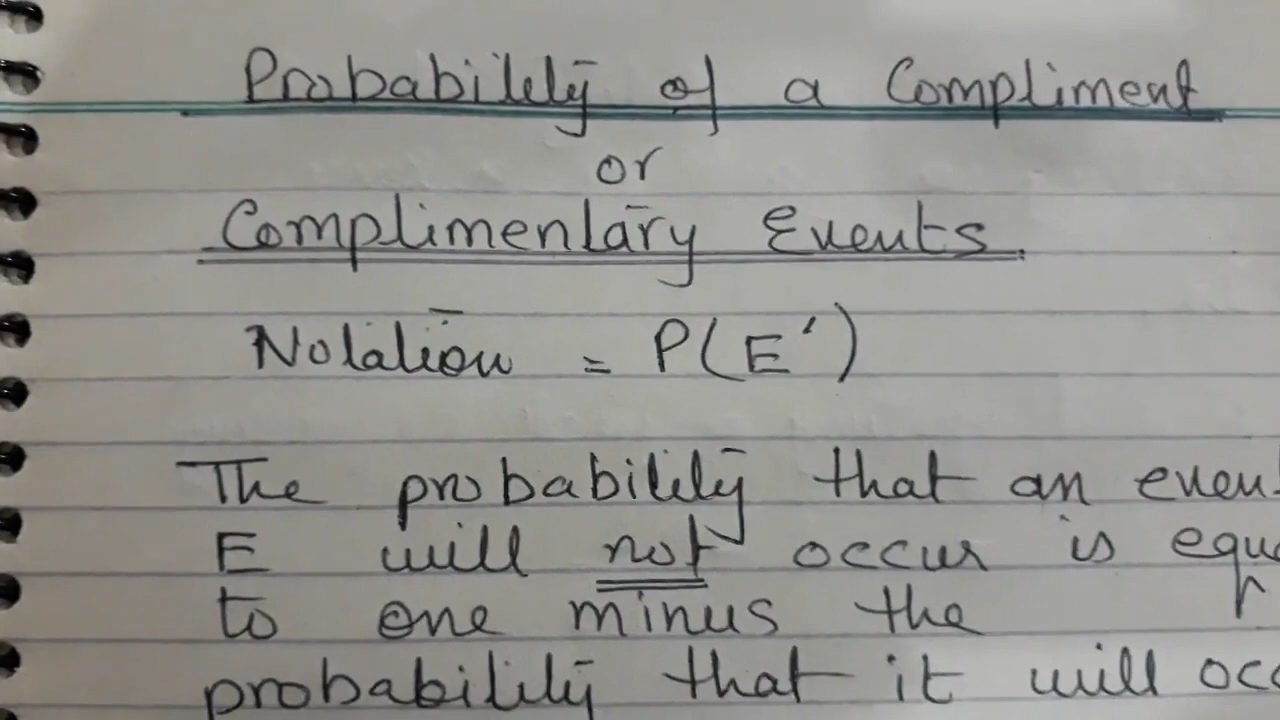 Probability of a Compliment
or
Complimentary Events.
Notation = P(E')
The probability that an even
E will not occur is equ
to one minus the
probability that it will occ